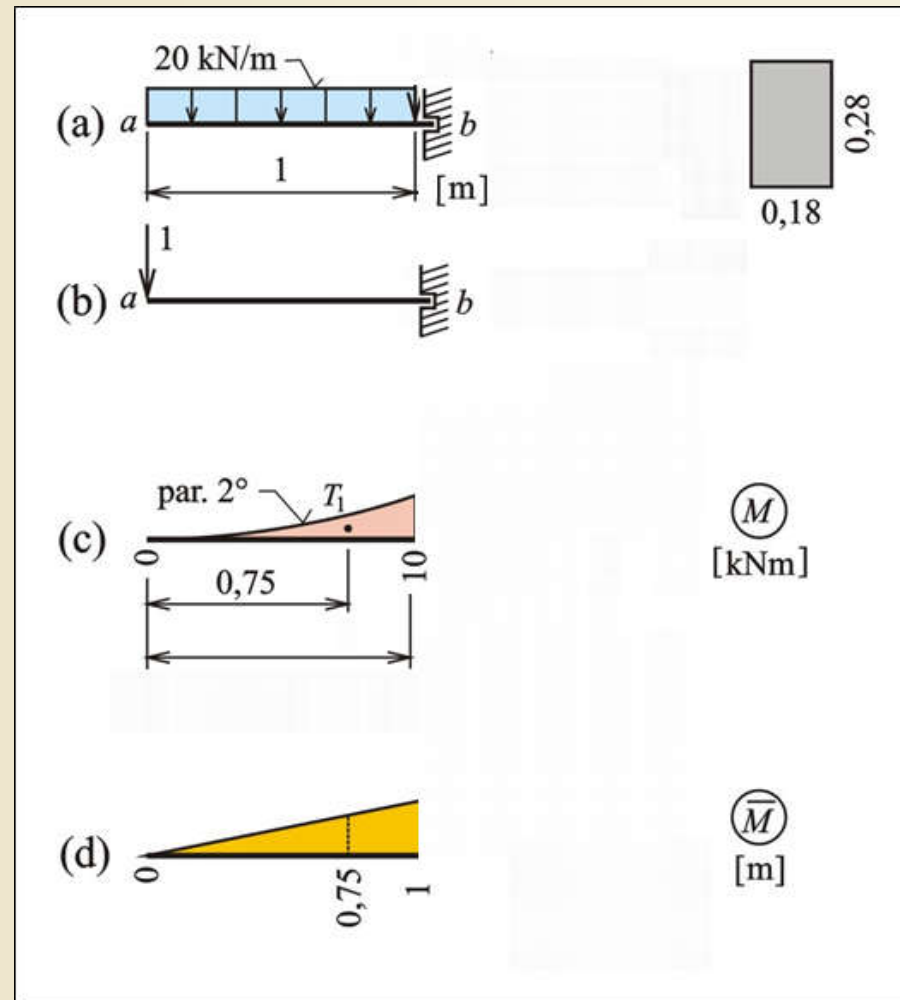 20 kN/m
(a) a b
1 [m]
0,28
0,18
1
(b) a b
par. 2° T1
(c) M
0 10 [kNm]
0,75
(d) M̅
0 0,75 1 [m]